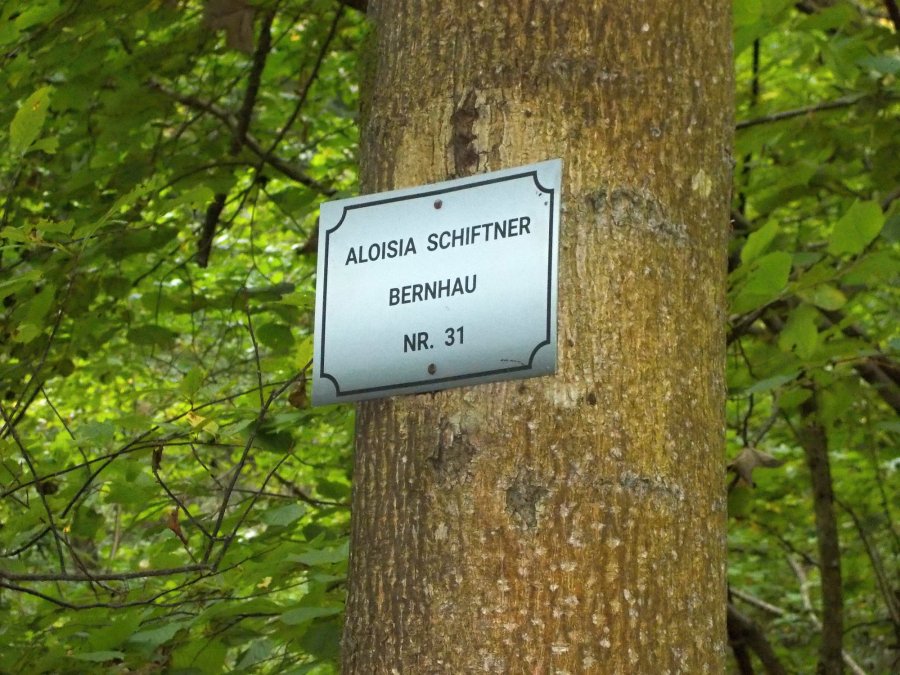 ALOISIA SCHIFTNER
BERNHAU
NR. 31